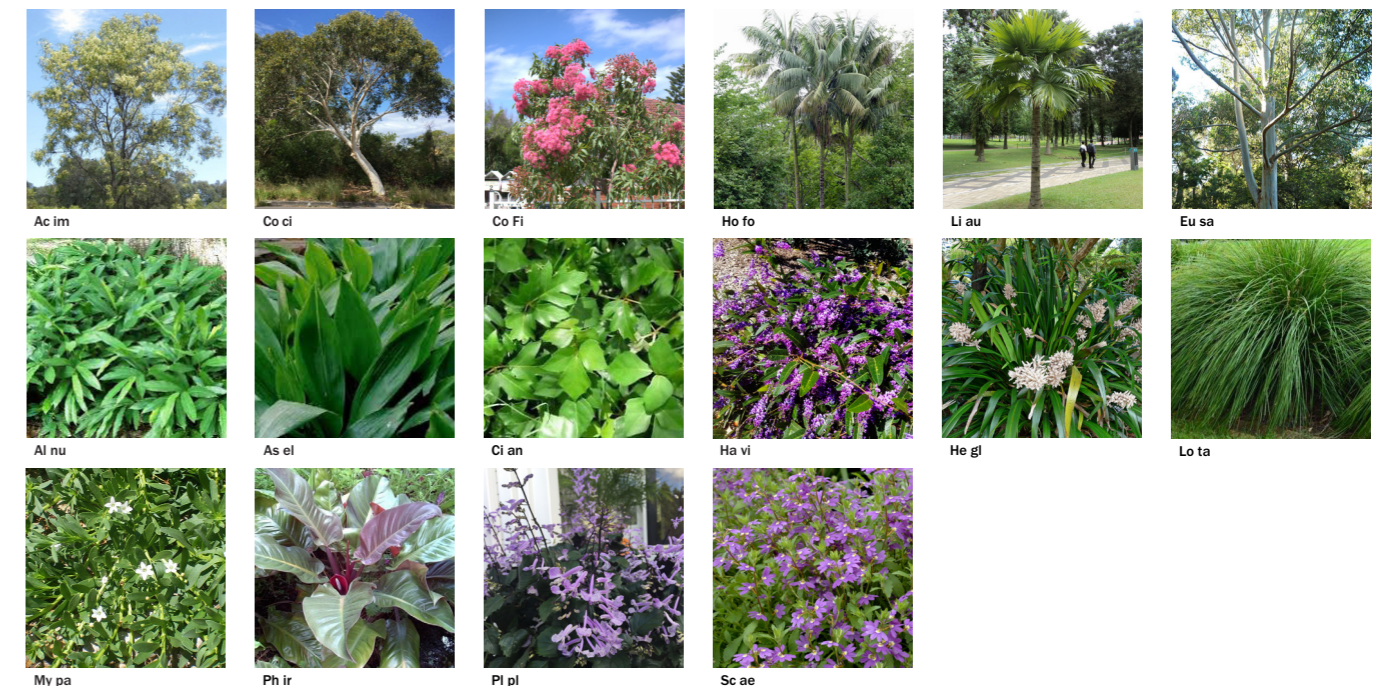 Ac im
Co ci
Co Fi
Ho fo
Li au
Eu sa
Al nu
As el
Ci an
Ha vi
He gl
Lo ta
My pa
Ph ir
Pl pl
Sc ae